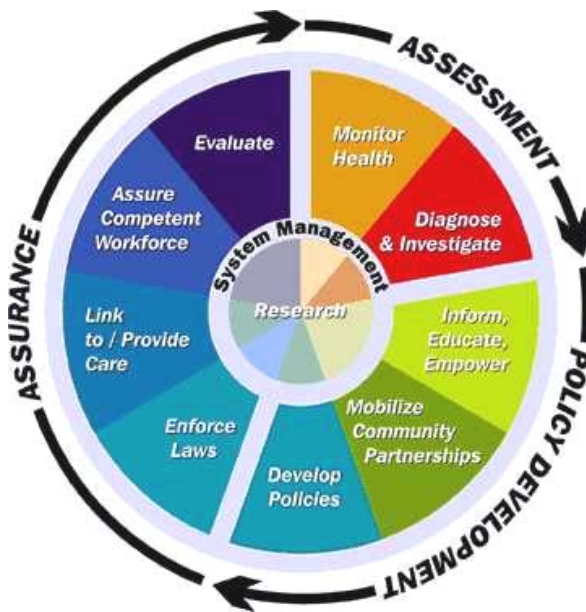 ASSESSMENT
POLICY DEVELOPMENT
ASSURANCE
Monitor
Health
Diagnose
& Investigate
Inform,
Educate,
Empower
Mobilize
Community
Partnerships
Develop
Policies
Enforce
Laws
Link
to / Provide
Care
Assure
Competent
Workforce
Evaluate
System Management
Research